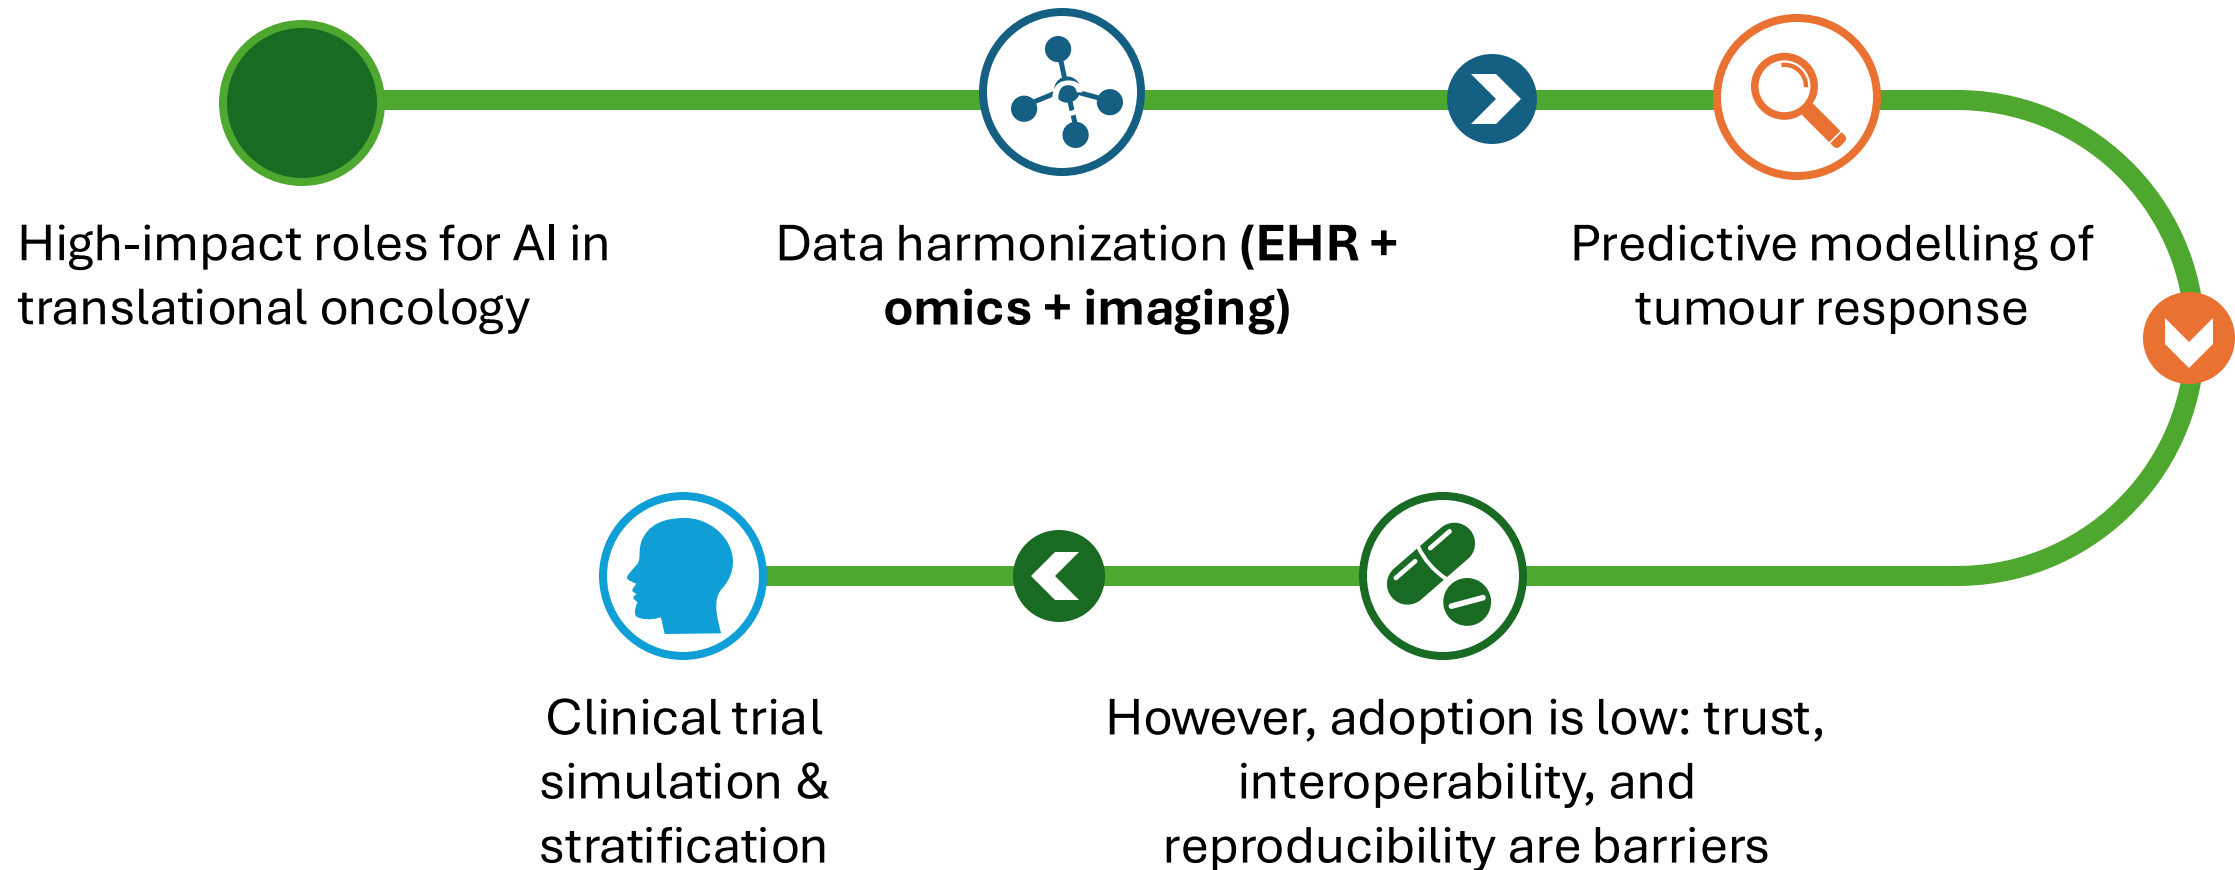 High-impact roles for AI in
translational oncology
Data harmonization (EHR +
omics + imaging)
Predictive modelling of
tumour response
Clinical trial
simulation &
stratification
However, adoption is low: trust,
interoperability, and
reproducibility are barriers